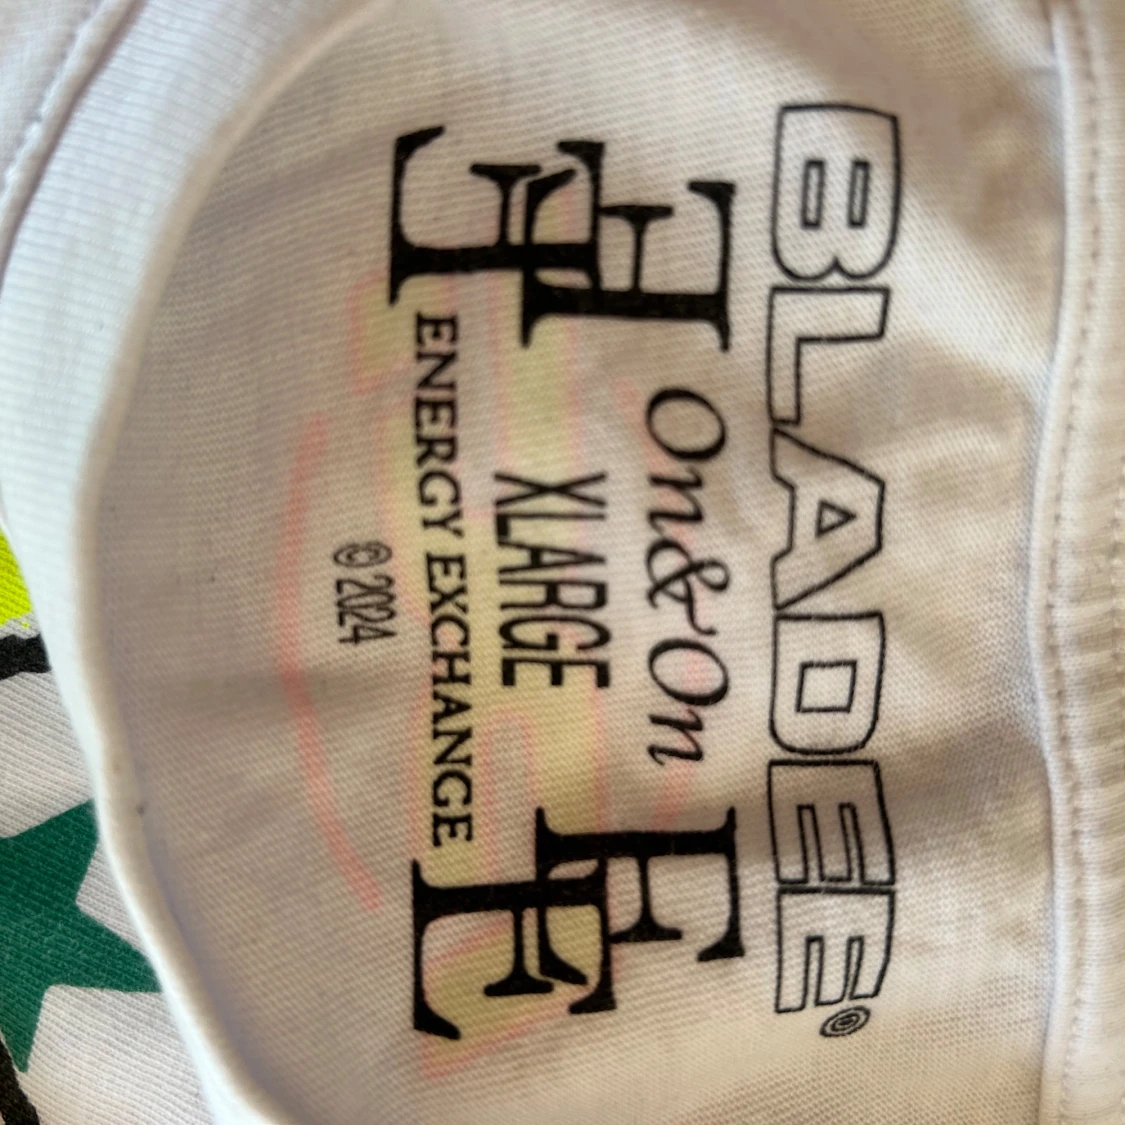 BLADEE®
On&On
XLARGE
ENERGY EXCHANGE
©2024